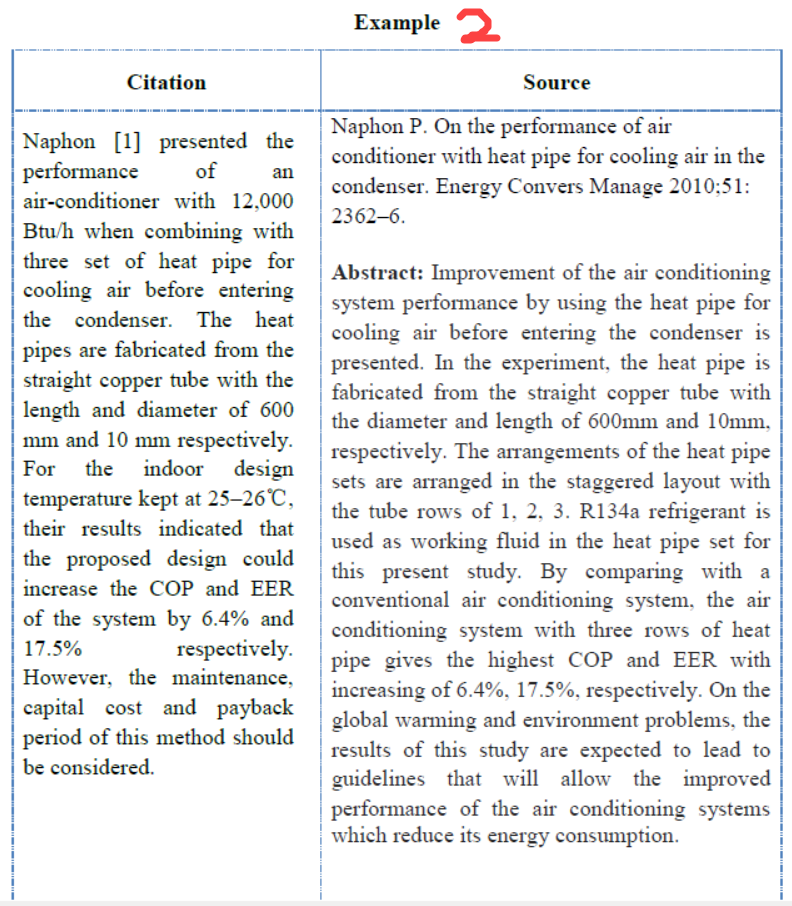 Example 2
Citation
Source
Naphon [1] presented the
performance of an
air-conditioner with 12,000
Btu/h when combining with
three set of heat pipe for
cooling air before entering
the condenser. The heat
pipes are fabricated from the
straight copper tube with the
length and diameter of 600
mm and 10 mm respectively.
For the indoor design
temperature kept at 25–26℃,
their results indicated that
the proposed design could
increase the COP and EER
of the system by 6.4% and
17.5% respectively.
However, the maintenance,
capital cost and payback
period of this method should
be considered.
Naphon P. On the performance of air
conditioner with heat pipe for cooling air in the
condenser. Energy Convers Manage 2010;51:
2362–6.
Abstract: Improvement of the air conditioning
system performance by using the heat pipe for
cooling air before entering the condenser is
presented. In the experiment, the heat pipe is
fabricated from the straight copper tube with
the diameter and length of 600mm and 10mm,
respectively. The arrangements of the heat pipe
sets are arranged in the staggered layout with
the tube rows of 1, 2, 3. R134a refrigerant is
used as working fluid in the heat pipe set for
this present study. By comparing with a
conventional air conditioning system, the air
conditioning system with three rows of heat
pipe gives the highest COP and EER with
increasing of 6.4%, 17.5%, respectively. On the
global warming and environment problems, the
results of this study are expected to lead to
guidelines that will allow the improved
performance of the air conditioning systems
which reduce its energy consumption.